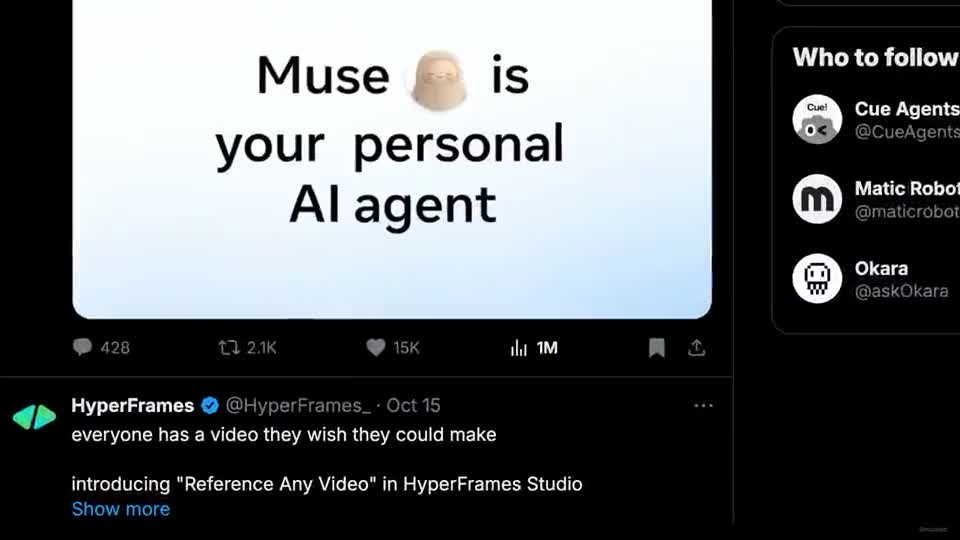 Muse is
your personal
AI agent
428 2.1K 15K 1M
HyperFrames @HyperFrames_ · Oct 15
everyone has a video they wish they could make
introducing "Reference Any Video" in HyperFrames Studio
Show more
Who to follow
Cue!
Cue Agents
@CueAgents
Matic Robot
@maticrobot
Okara
@askOkara